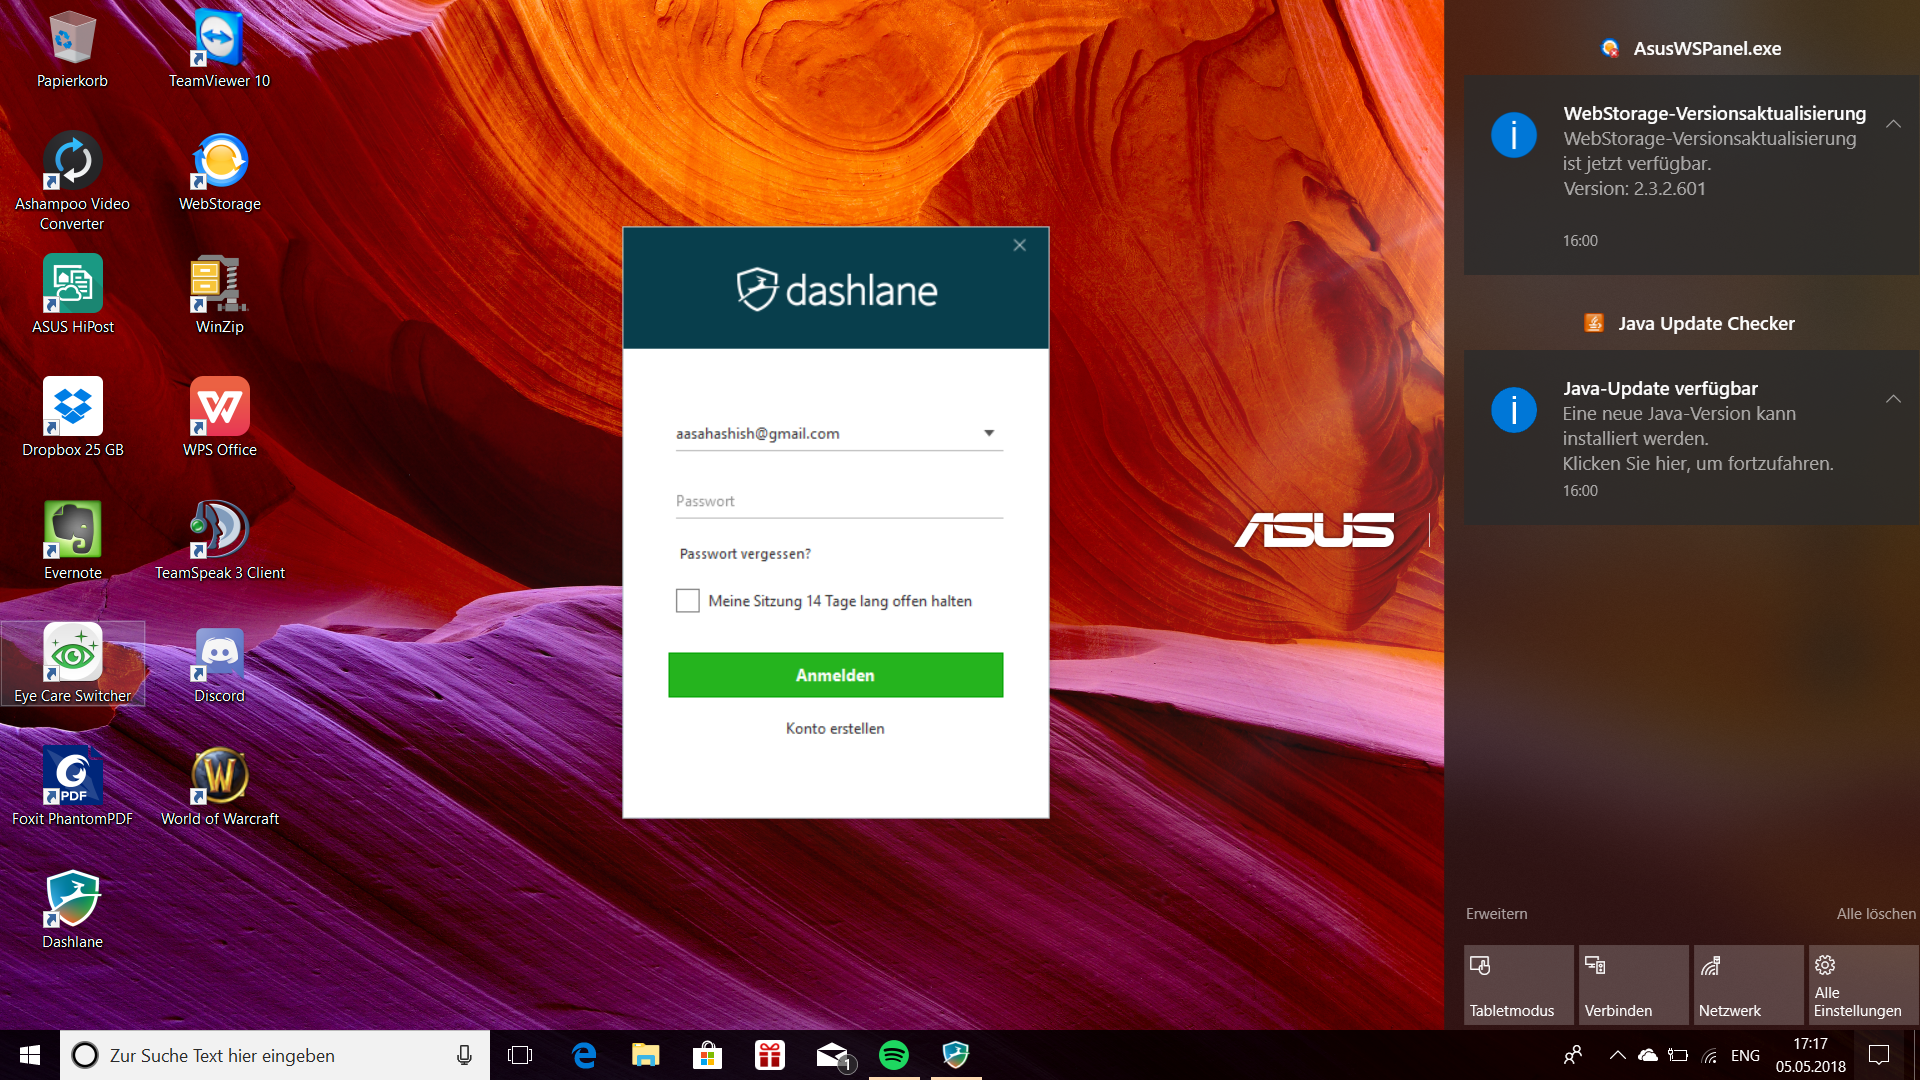 Papierkorb
TeamViewer 10
Ashampoo Video
Converter
WebStorage
ASUS HiPost
WinZip
Dropbox 25 GB
WPS Office
Evernote
TeamSpeak 3 Client
Eye Care Switcher
Discord
PDF
Foxit PhantomPDF
World of Warcraft
Dashlane
dashlane
aasahashish@gmail.com
Passwort
Passwort vergessen?
Meine Sitzung 14 Tage lang offen halten
Anmelden
Konto erstellen
ASUS
AsusWSPanel.exe
WebStorage-Versionsaktualisierung
WebStorage-Versionsaktualisierung
ist jetzt verfügbar.
Version: 2.3.2.601
16:00
Java Update Checker
Java-Update verfügbar
Eine neue Java-Version kann
installiert werden.
Klicken Sie hier, um fortzufahren.
16:00
Erweitern
Alle löschen
Tabletmodus
Verbinden
Netzwerk
Alle
Einstellungen
Zur Suche Text hier eingeben
1
ENG
17:17
05.05.2018